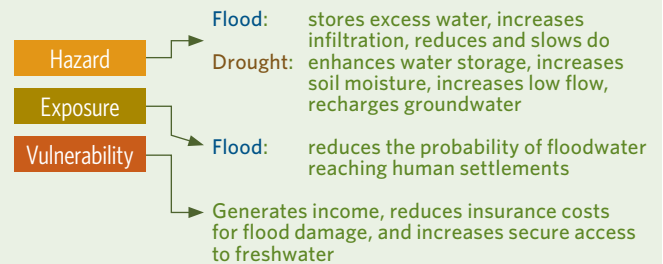 Hazard
Exposure
Vulnerability
Flood: stores excess water, increases
infiltration, reduces and slows do
Drought: enhances water storage, increases
soil moisture, increases low flow,
recharges groundwater
Flood: reduces the probability of floodwater
reaching human settlements
Generates income, reduces insurance costs
for flood damage, and increases secure access
to freshwater